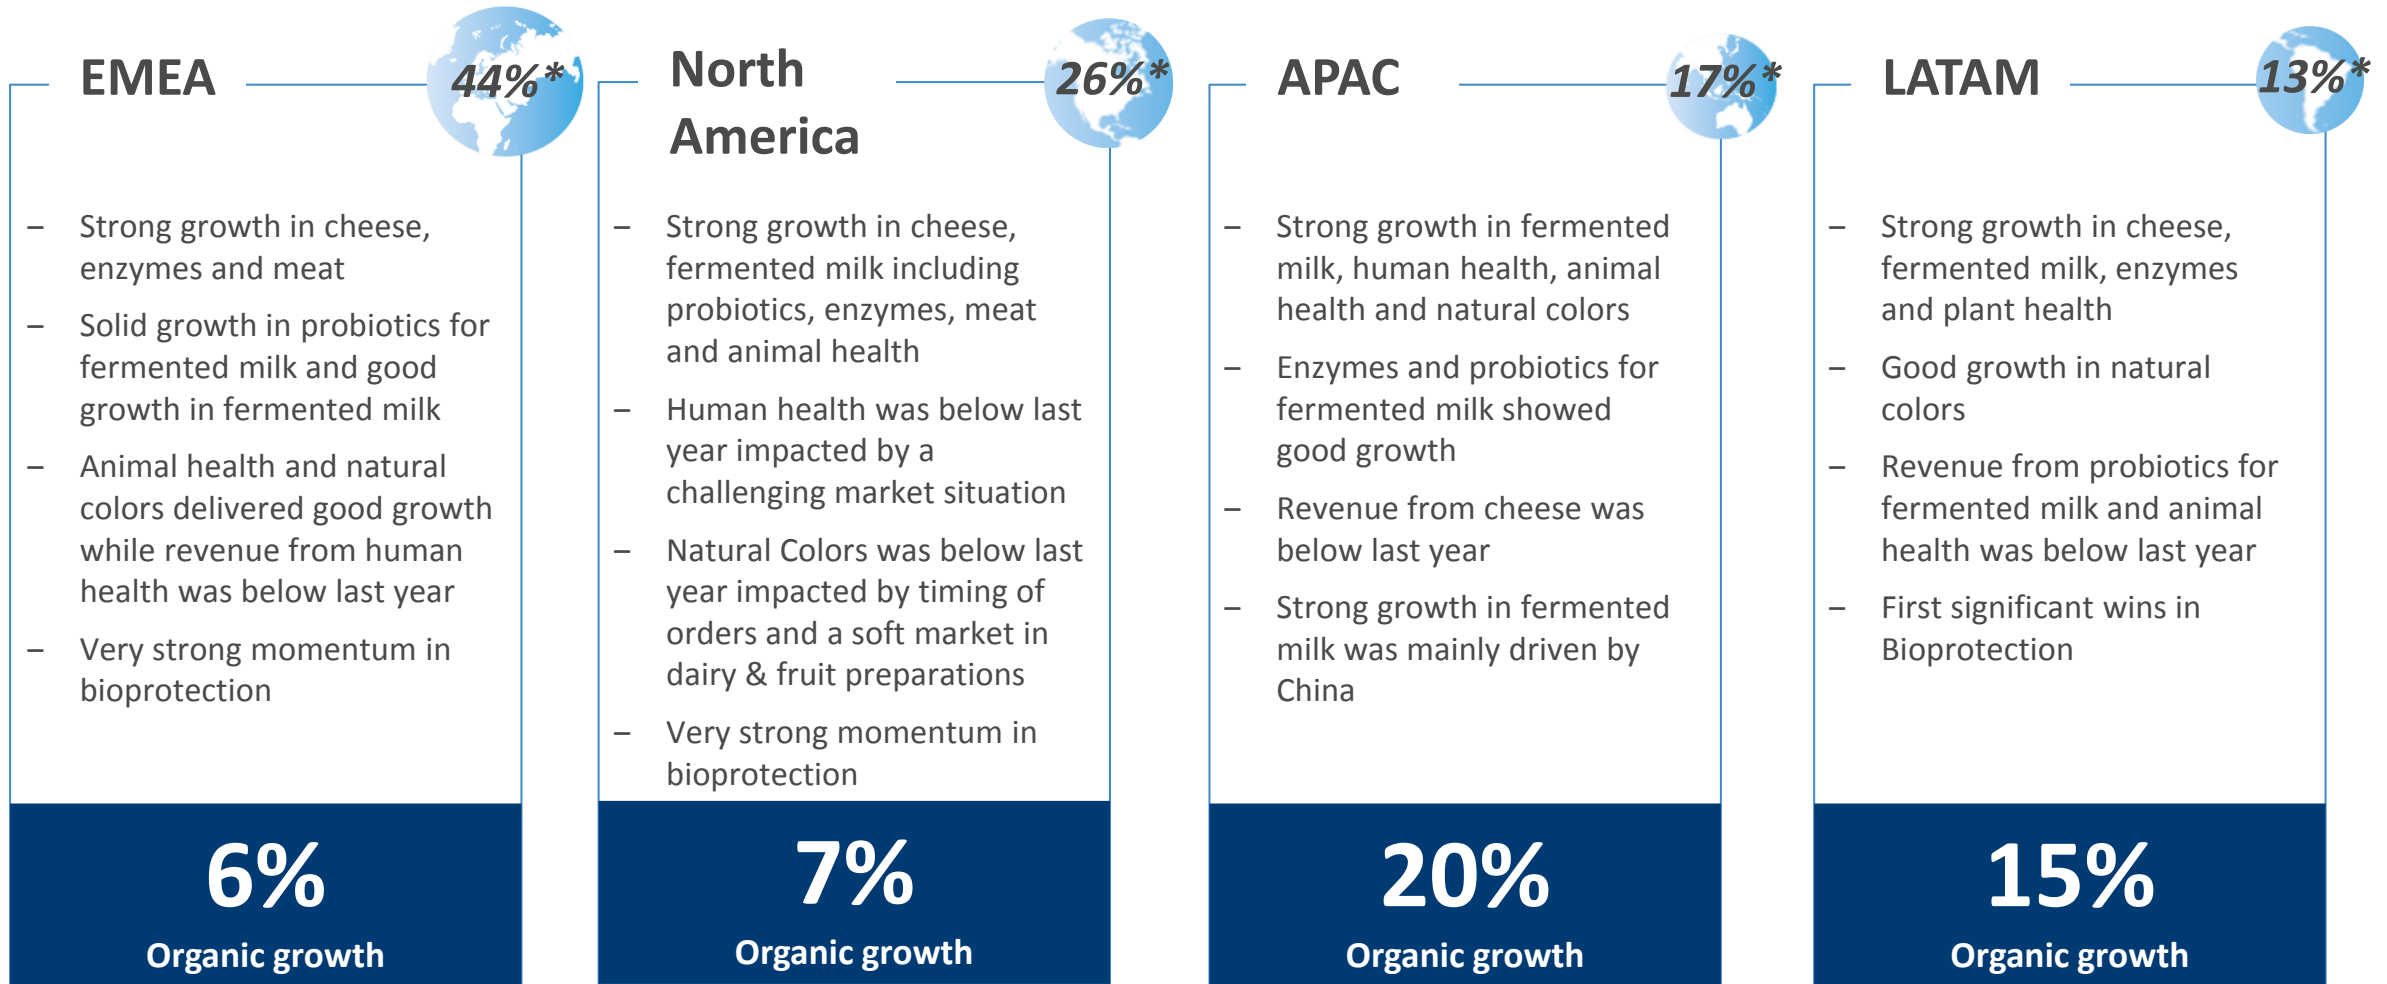 EMEA
44%*
– Strong growth in cheese,
enzymes and meat
– Solid growth in probiotics for
fermented milk and good
growth in fermented milk
– Animal health and natural
colors delivered good growth
while revenue from human
health was below last year
– Very strong momentum in
bioprotection
6%
Organic growth
North
America
26%*
– Strong growth in cheese,
fermented milk including
probiotics, enzymes, meat
and animal health
– Human health was below last
year impacted by a
challenging market situation
– Natural Colors was below last
year impacted by timing of
orders and a soft market in
dairy & fruit preparations
– Very strong momentum in
bioprotection
7%
Organic growth
APAC
17%*
– Strong growth in fermented
milk, human health, animal
health and natural colors
– Enzymes and probiotics for
fermented milk showed
good growth
– Revenue from cheese was
below last year
– Strong growth in fermented
milk was mainly driven by
China
20%
Organic growth
LATAM
13%*
– Strong growth in cheese,
fermented milk, enzymes
and plant health
– Good growth in natural
colors
– Revenue from probiotics for
fermented milk and animal
health was below last year
– First significant wins in
Bioprotection
15%
Organic growth